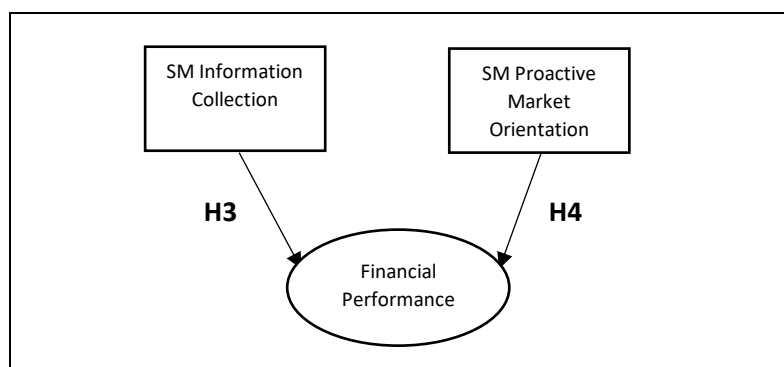 SM Information
Collection
SM Proactive
Market
Orientation
H3
H4
Financial
Performance